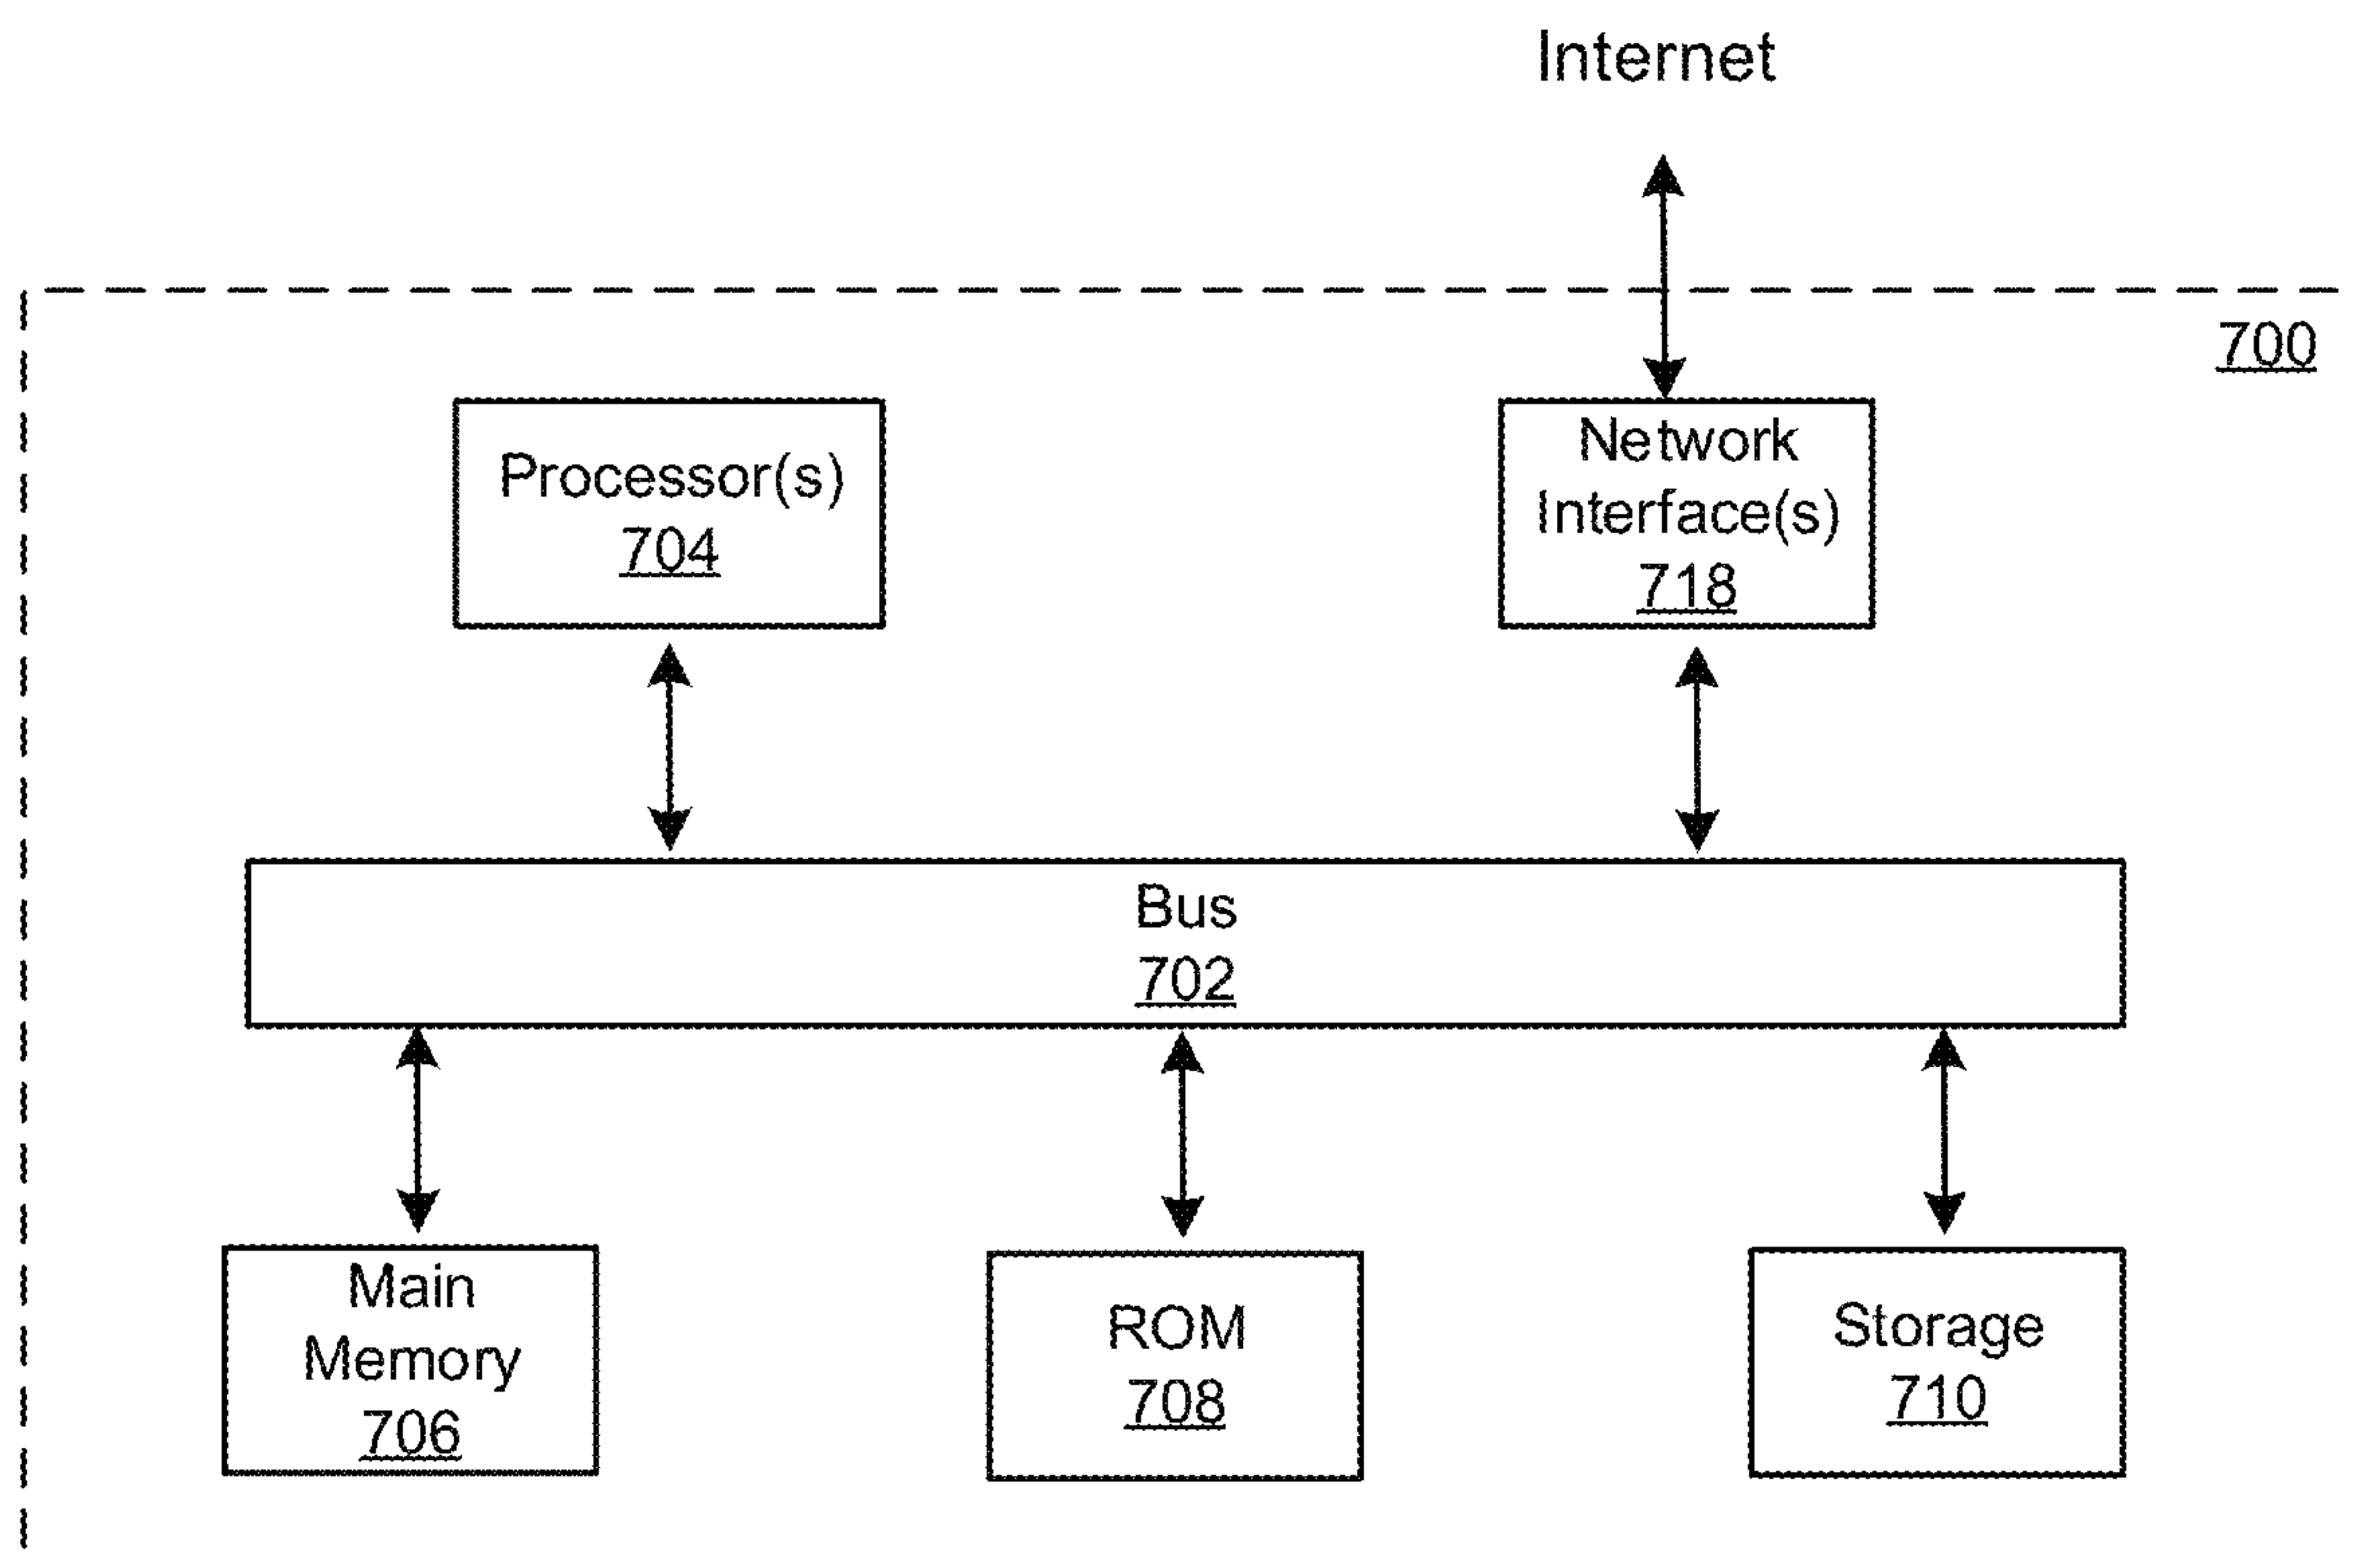 Internet
700
Processor(s)
704
Network
Interface(s)
718
Bus
702
Main
Memory
706
ROM
708
Storage
710